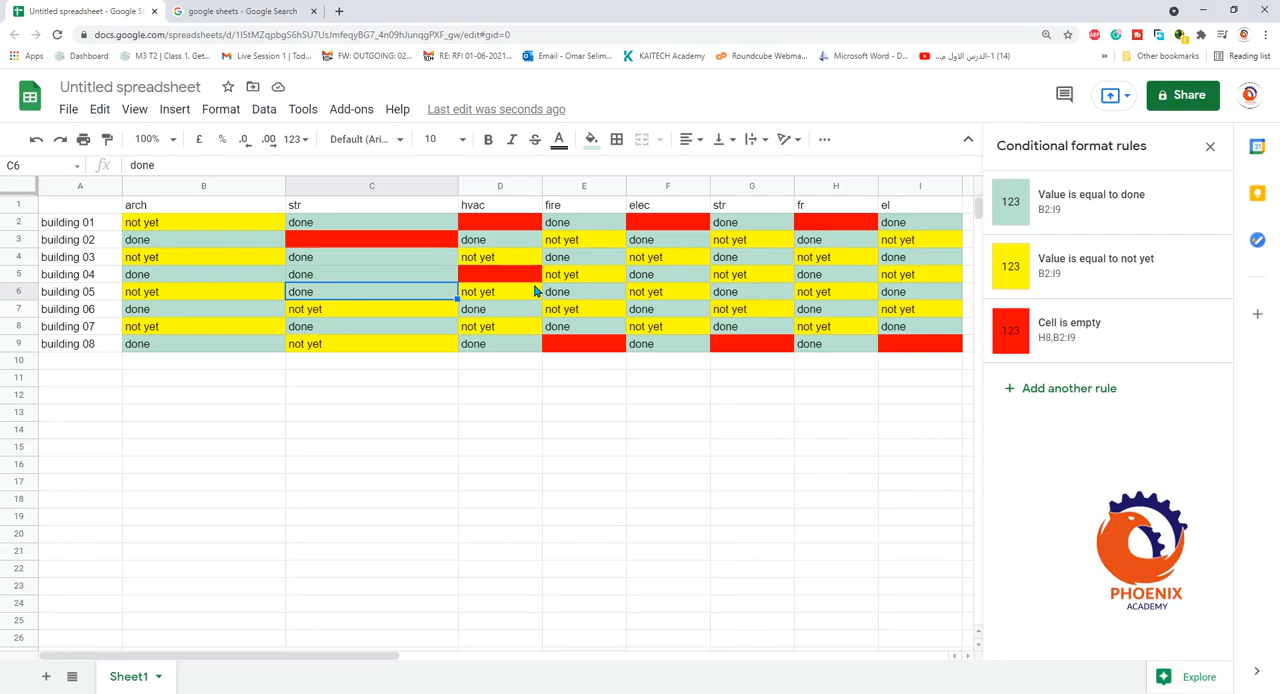 Untitled spreadsheet - Google S
google sheets - Google Search
docs.google.com/spreadsheets/d/1I5tMZqpbgS6hSU7UsJmfeqyBG7_4n09hJunqgPXF_gw/edit#gid=0
Apps
Dashboard
M3 T2 | Class 1. Get...
Live Session 1 | Tod...
FW: OUTGOING: 02...
RE: RFI 01-06-2021...
Email - Omar Selim...
KAITECH Academy
Roundcube Webma...
Microsoft Word - D...
(14) الدرس الاول م...-1
Other bookmarks
Reading list
Untitled spreadsheet
File Edit View Insert Format Data Tools Add-ons Help Last edit was seconds ago
Share
100% £ % .0 .00 123 Default (Ari... 10 B I S A
C6 fx done
A B C D E F G H I
1 arch str hvac fire elec str fr el
2 building 01 not yet done done done done
3 building 02 done done not yet done not yet done not yet
4 building 03 not yet done not yet done not yet done not yet done
5 building 04 done done not yet done not yet done not yet
6 building 05 not yet done not yet done not yet done not yet done
7 building 06 done not yet done not yet done not yet done not yet
8 building 07 not yet done not yet done not yet done not yet done
9 building 08 done not yet done done done
10
11
12
13
14
15
16
17
18
19
20
21
22
23
24
25
26
Conditional format rules
123 Value is equal to done
B2:I9
123 Value is equal to not yet
B2:I9
123 Cell is empty
H8,B2:I9
+ Add another rule
PHOENIX
ACADEMY
Sheet1
Explore